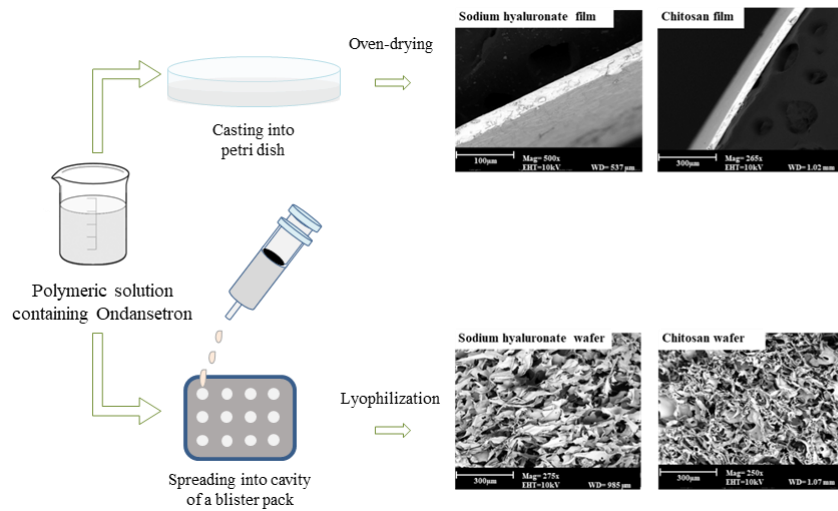 Polymeric solution
containing Ondansetron
Casting into
petri dish
Oven-drying
Sodium hyaluronate film
100µm
Mag= 500x
EHT=10kV
WD= 537 µm
Chitosan film
300µm
Mag= 265x
EHT=10kV
WD=1.02 mm
Spreading into cavity
of a blister pack
Lyophilization
Sodium hyaluronate wafer
300µm
Mag = 275x
EHT=10kV
WD= 985 µm
Chitosan wafer
300µm
Mag= 250x
EHT=10kV
WD=1.07 mm